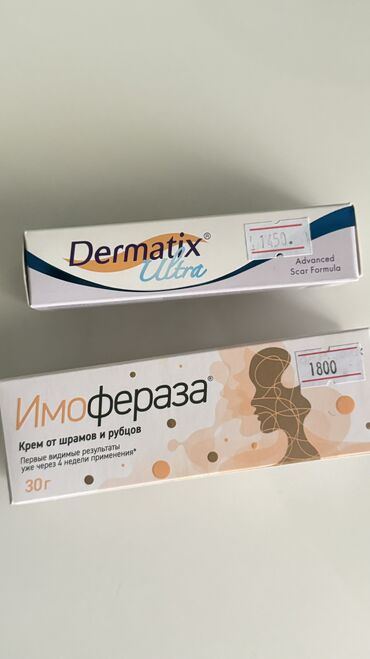 Dermatix®
Ultra
1450.
Advanced
Scar Formula
1800
Имофераза®
Крем от шрамов и рубцов
Первые видимые результаты
уже через 4 недели применения*
30 г